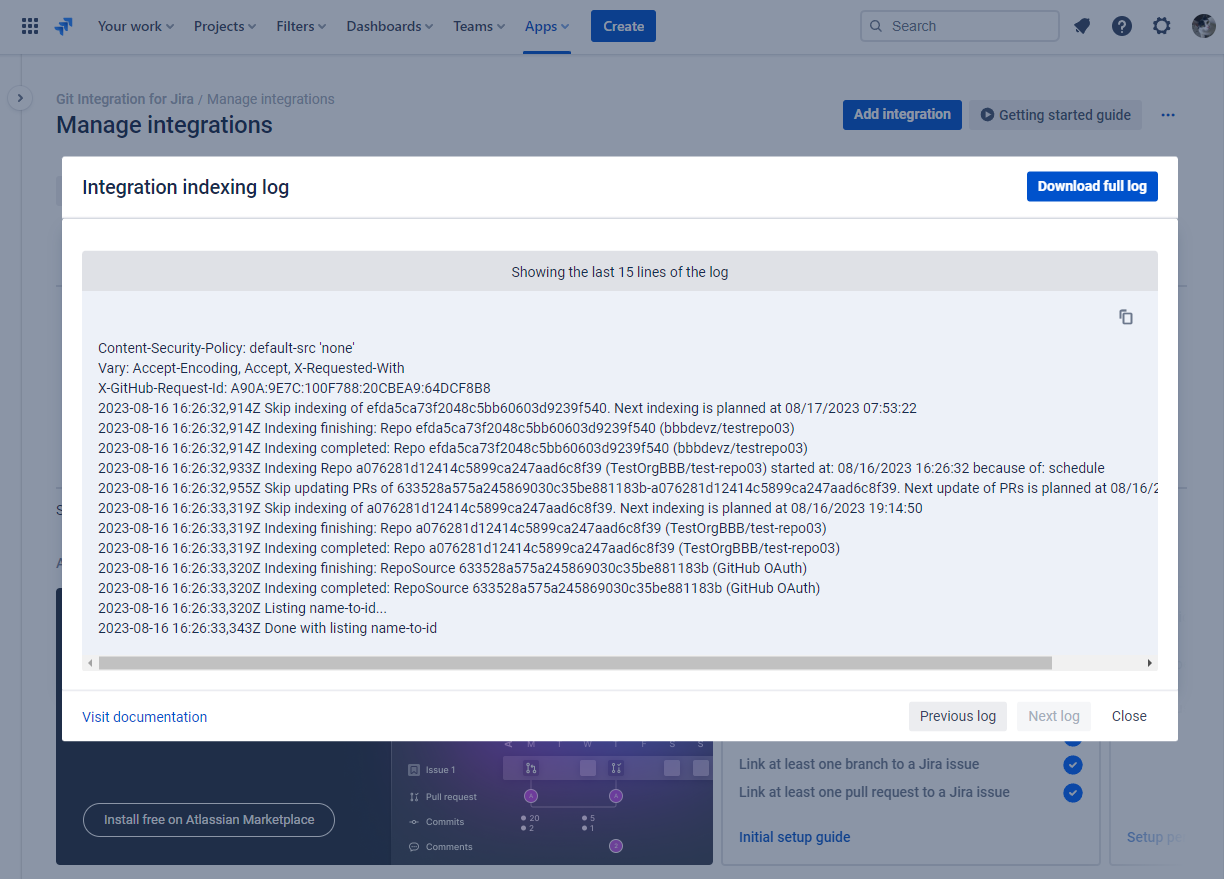 Your work
Projects
Filters
Dashboards
Teams
Apps
Create
Search
Git Integration for Jira / Manage integrations
Manage integrations
Add integration
Getting started guide
Integration indexing log
Download full log
Showing the last 15 lines of the log
Content-Security-Policy: default-src 'none'
Vary: Accept-Encoding, Accept, X-Requested-With
X-GitHub-Request-Id: A90A:9E7C:100F788:20CBEA9:64DCF8B8
2023-08-16 16:26:32,914Z Skip indexing of efda5ca73f2048c5bb60603d9239f540. Next indexing is planned at 08/17/2023 07:53:22
2023-08-16 16:26:32,914Z Indexing finishing: Repo efda5ca73f2048c5bb60603d9239f540 (bbbdevz/testrepo03)
2023-08-16 16:26:32,914Z Indexing completed: Repo efda5ca73f2048c5bb60603d9239f540 (bbbdevz/testrepo03)
2023-08-16 16:26:32,933Z Indexing Repo a076281d12414c5899ca247aad6c8f39 (TestOrgBBB/test-repo03) started at: 08/16/2023 16:26:32 because of: schedule
2023-08-16 16:26:32,955Z Skip updating PRs of 633528a575a245869030c35be881183b-a076281d12414c5899ca247aad6c8f39. Next update of PRs is planned at 08/16/2
2023-08-16 16:26:33,319Z Skip indexing of a076281d12414c5899ca247aad6c8f39. Next indexing is planned at 08/16/2023 19:14:50
2023-08-16 16:26:33,319Z Indexing finishing: Repo a076281d12414c5899ca247aad6c8f39 (TestOrgBBB/test-repo03)
2023-08-16 16:26:33,319Z Indexing completed: Repo a076281d12414c5899ca247aad6c8f39 (TestOrgBBB/test-repo03)
2023-08-16 16:26:33,320Z Indexing finishing: RepoSource 633528a575a245869030c35be881183b (GitHub OAuth)
2023-08-16 16:26:33,320Z Indexing completed: RepoSource 633528a575a245869030c35be881183b (GitHub OAuth)
2023-08-16 16:26:33,320Z Listing name-to-id...
2023-08-16 16:26:33,343Z Done with listing name-to-id
Visit documentation
Previous log
Next log
Close
M T W T F S S
Issue 1
Pull request
Commits
20
2
5
1
Comments
Install free on Atlassian Marketplace
Link at least one branch to a Jira issue
Link at least one pull request to a Jira issue
Initial setup guide
Setup